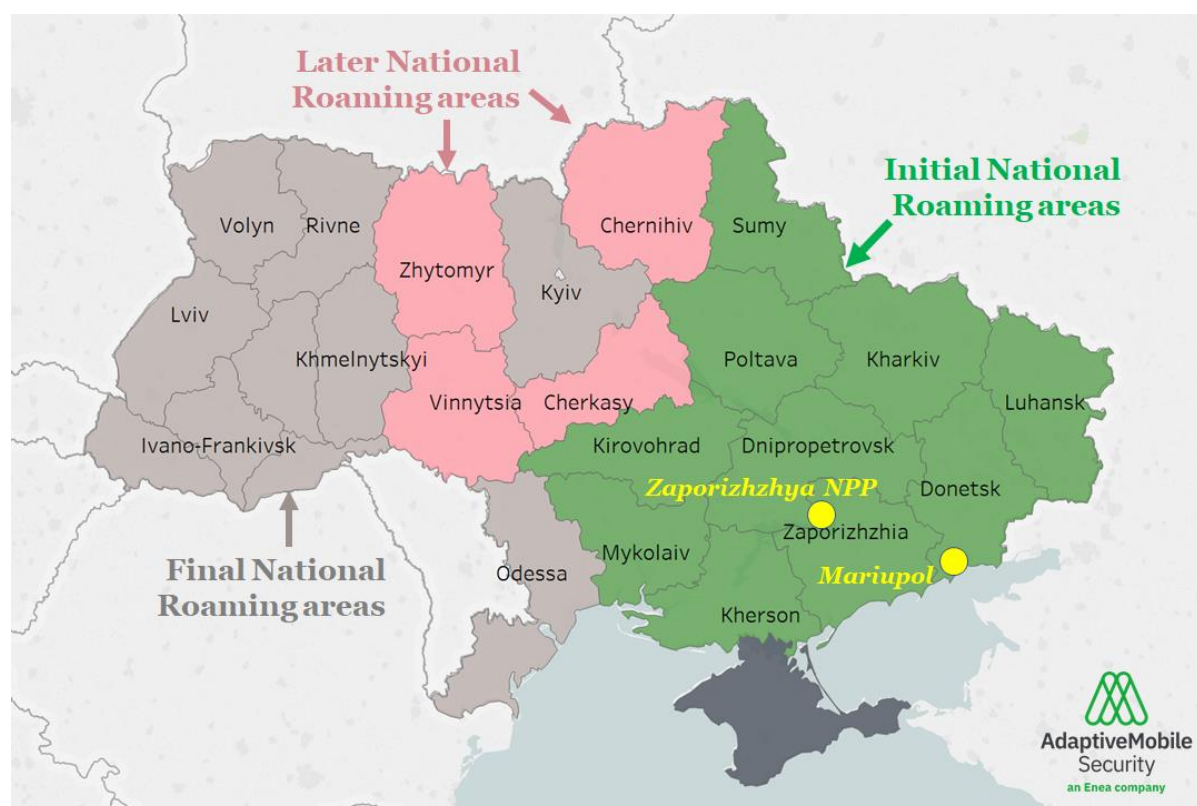 Later National
Roaming areas
Initial National
Roaming areas
Volyn
Rivne
Chernihiv
Sumy
Zhytomyr
Kyiv
Lviv
Khmelnytskyi
Poltava
Kharkiv
Vinnytsia
Cherkasy
Luhansk
Ivano-Frankivsk
Kirovohrad
Dnipropetrovsk
Zaporizhzhya NPP
Donetsk
Zaporizhzhia
Mykolaiv
Mariupol
Final National
Roaming areas
Odessa
Kherson
AdaptiveMobile
Security
an Enea company